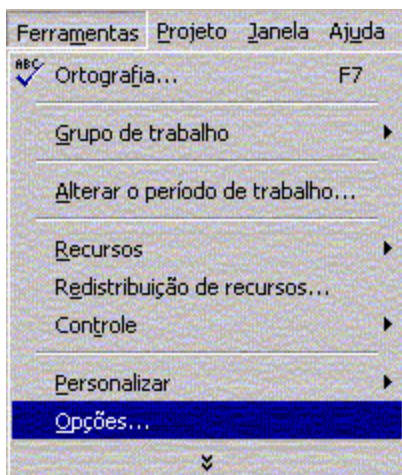 Ferramentas Projeto Janela Ajuda
ABC Ortografia... F7
Grupo de trabalho
Alterar o período de trabalho...
Recursos
Redistribuição de recursos...
Controle
Personalizar
Opções...